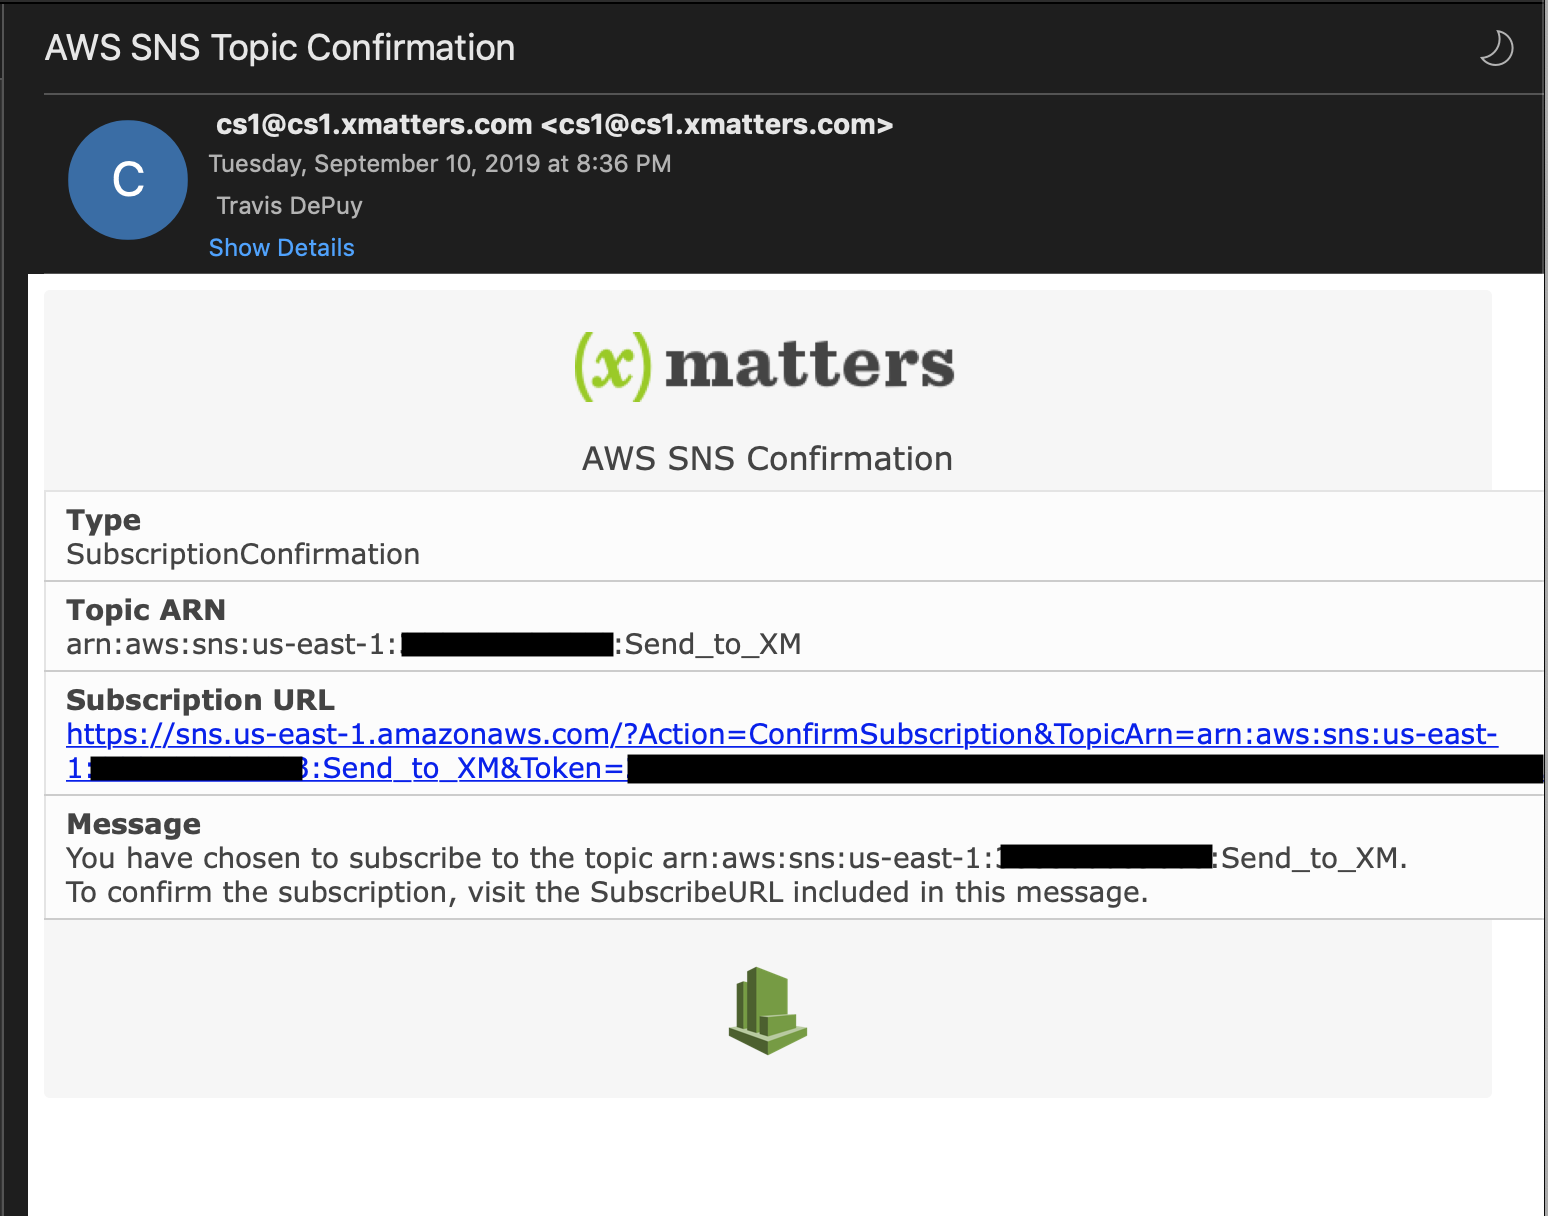 AWS SNS Topic Confirmation
C
cs1@cs1.xmatters.com <cs1@cs1.xmatters.com>
Tuesday, September 10, 2019 at 8:36 PM
Travis DePuy
Show Details
(x) matters
AWS SNS Confirmation
Type
SubscriptionConfirmation
Topic ARN
arn:aws:sns:us-east-1: :Send_to_XM
Subscription URL
https://sns.us-east-1.amazonaws.com/?Action=ConfirmSubscription&TopicArn=arn:aws:sns:us-east-
1: :Send_to_XM&Token=
Message
You have chosen to subscribe to the topic arn:aws:sns:us-east-1: :Send_to_XM.
To confirm the subscription, visit the SubscribeURL included in this message.